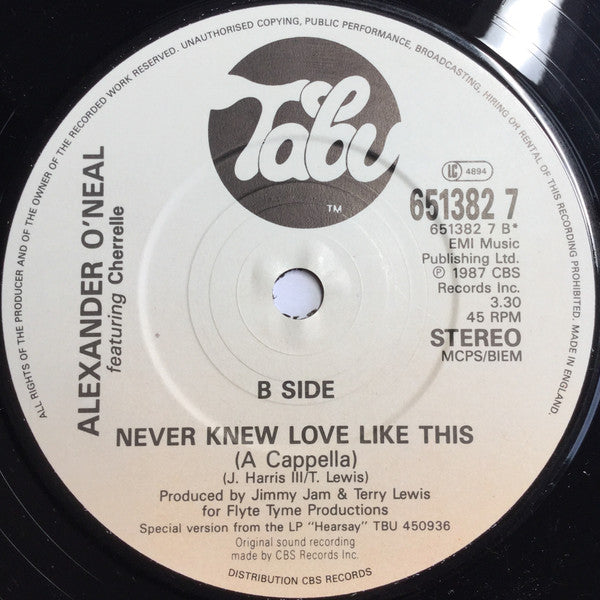 ALL RIGHTS OF THE PRODUCER AND OF THE OWNER OF THE RECORDED WORK RESERVED. UNAUTHORISED COPYING, PUBLIC PERFORMANCE, BROADCASTING, HIRING OR RENTAL OF THIS RECORDING PROHIBITED. MADE IN ENGLAND.
Tabu
TM
LC 4894
651382 7
651382 7 B*
EMI Music
Publishing Ltd.
℗ 1987 CBS
Records Inc.
3.30
45 RPM
STEREO
MCPS/BIEM
ALEXANDER O'NEAL
featuring Cherrelle
B SIDE
NEVER KNEW LOVE LIKE THIS
(A Cappella)
(J. Harris III/T. Lewis)
Produced by Jimmy Jam & Terry Lewis
for Flyte Tyme Productions
Special version from the LP "Hearsay" TBU 450936
Original sound recording
made by CBS Records Inc.
DISTRIBUTION CBS RECORDS